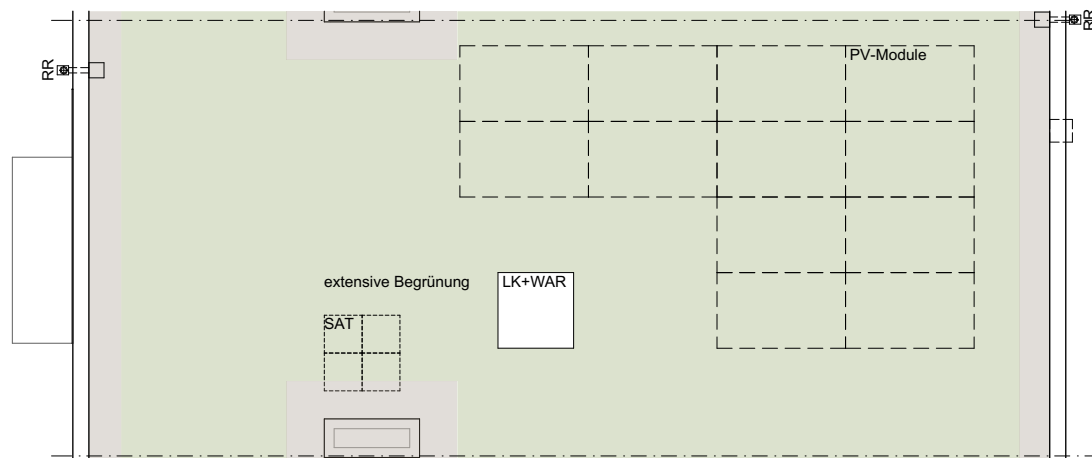 RR
PV-Module
RR
extensive Begrünung
LK+WAR
SAT